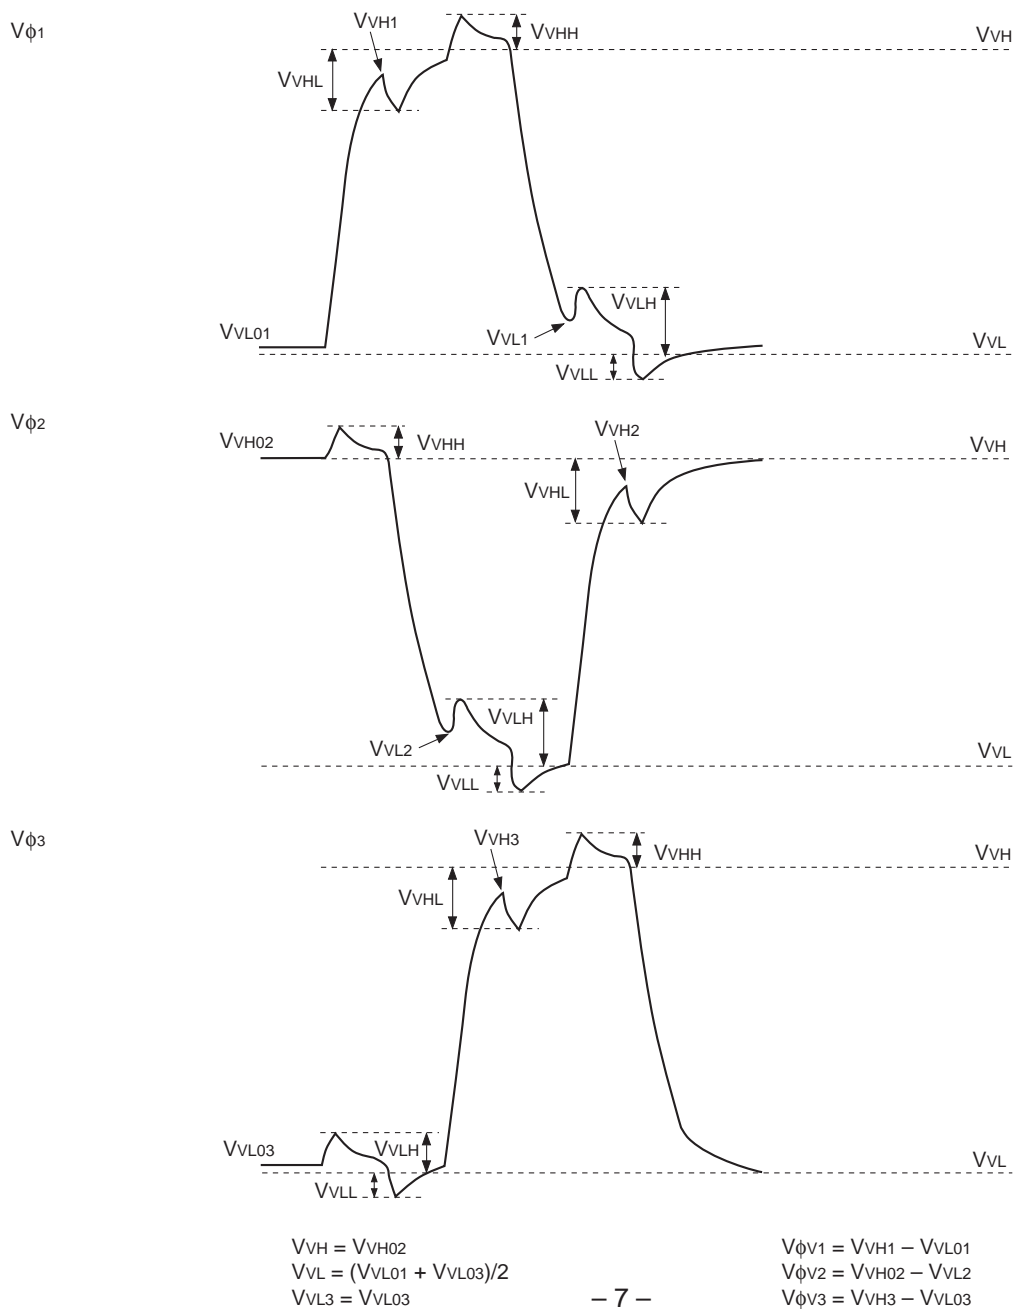 Vϕ1
VVH1
VVHH
VVH
VVHL
VVLH
VVL01
VVL1
VVL
VVLL
Vϕ2
VVH02
VVHH
VVH2
VVH
VVHL
VVLH
VVL2
VVL
VVLL
Vϕ3
VVH3
VVHH
VVH
VVHL
VVL03
VVLH
VVL
VVLL
VVH = VVH02
VVL = (VVL01 + VVL03)/2
VVL3 = VVL03
VϕV1 = VVH1 – VVL01
VϕV2 = VVH02 – VVL2
VϕV3 = VVH3 – VVL03
– 7 –